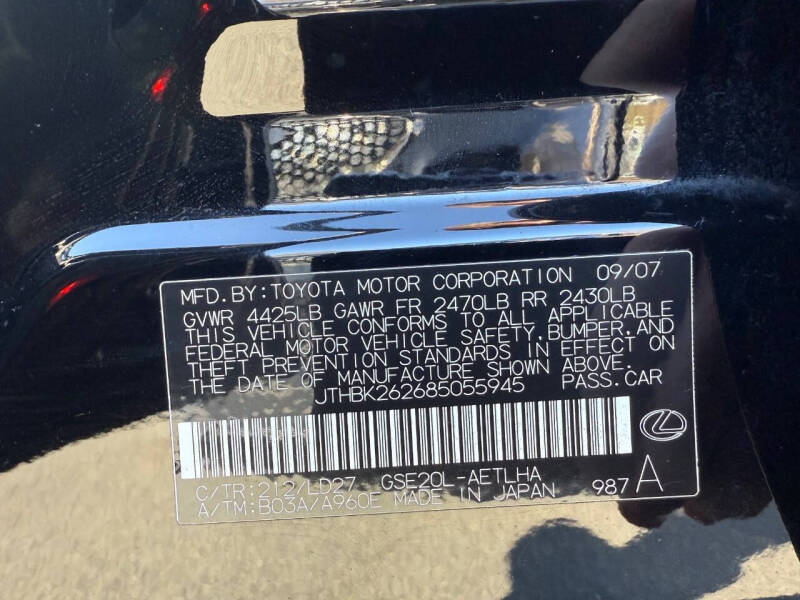 MFD.BY:TOYOTA MOTOR CORPORATION 09/07
GVWR 4425LB GAWR FR 2470LB RR 2430LB
THIS VEHICLE CONFORMS TO ALL APPLICABLE
FEDERAL MOTOR VEHICLE SAFETY,BUMPER,AND
THEFT PREVENTION STANDARDS IN EFFECT ON
THE DATE OF MANUFACTURE SHOWN ABOVE.
JTHBK262685055945 PASS.CAR
C/TR:212/LD27 GSE20L-AETLHA
A/TM:B03A/A960E MADE IN JAPAN 987 A